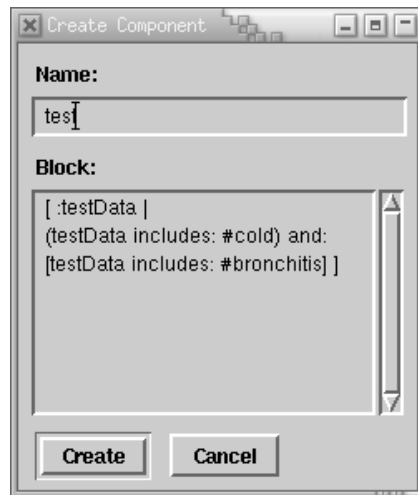 Create Component
Name:
test
Block:
[ :testData |
(testData includes: #cold) and:
[testData includes: #bronchitis] ]
Create
Cancel